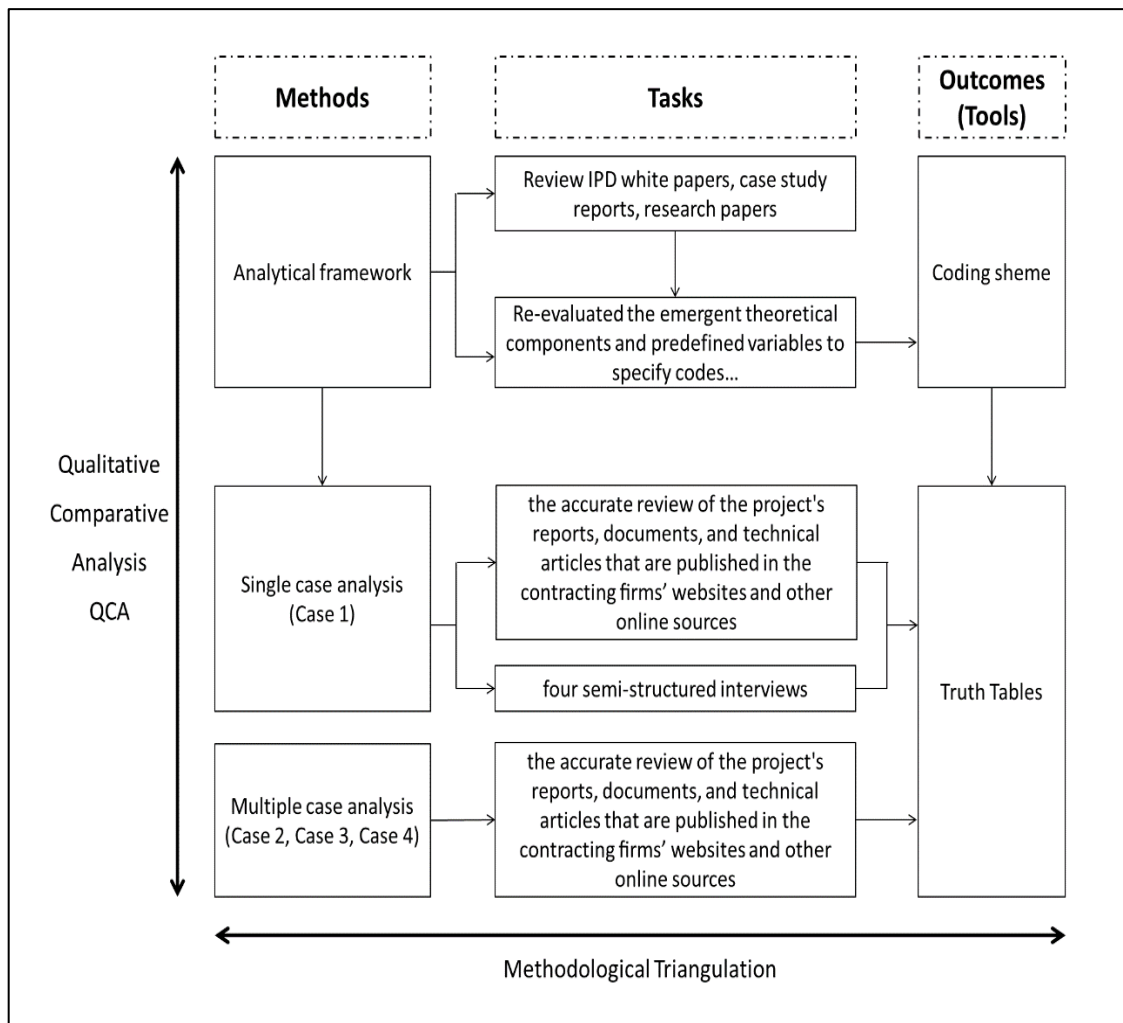 Methods
Tasks
Outcomes
(Tools)
Analytical framework
Review IPD white papers, case study
reports, research papers
Re-evaluated the emergent theoretical
components and predefined variables to
specify codes...
Coding sheme
Qualitative
Comparative
Analysis
QCA
Single case analysis
(Case 1)
the accurate review of the project's
reports, documents, and technical
articles that are published in the
contracting firms’ websites and other
online sources
four semi-structured interviews
Truth Tables
Multiple case analysis
(Case 2, Case 3, Case 4)
the accurate review of the project's
reports, documents, and technical
articles that are published in the
contracting firms’ websites and other
online sources
Methodological Triangulation